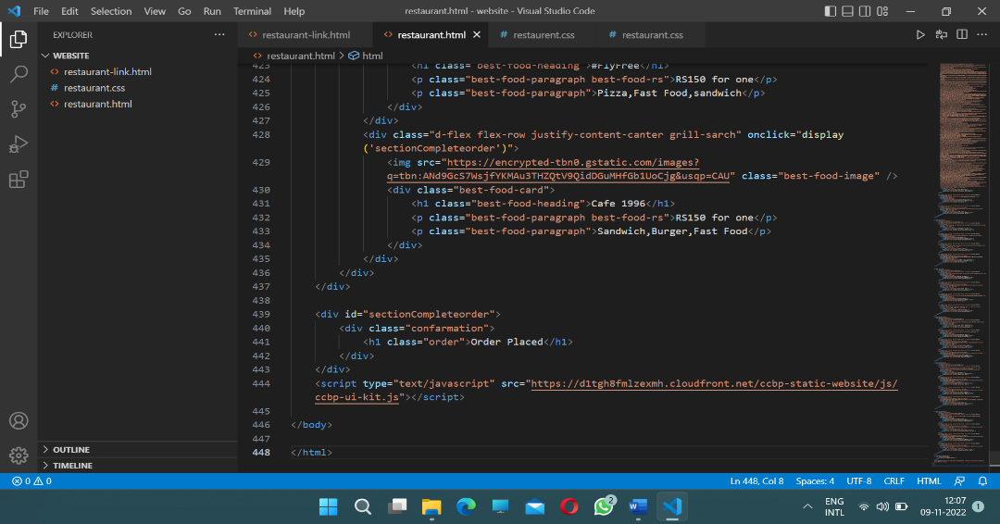 File Edit Selection View Go Run Terminal Help restaurant.html - website - Visual Studio Code
EXPLORER ···
restaurant-link.html restaurant.html restaurent.css restaurant.css
restaurant.html > html
WEBSITE
restaurant-link.html
restaurant.css
restaurant.html
OUTLINE
TIMELINE
423 <h1 class="best-food-heading">#FlyFree</h1>
424 <p class="best-food-paragraph best-food-rs">RS150 for one</p>
425 <p class="best-food-paragraph">Pizza,Fast Food,sandwich</p>
426 </div>
427 </div>
428 <div class="d-flex flex-row justify-content-canter grill-sarch" onclick="display
('sectionCompleteorder')">
429 <img src="https://encrypted-tbn0.gstatic.com/images?
q=tbn:ANd9GcS7WsjfYKMAu3THZQtV9QidDGuMHfGb1UoCjg&usqp=CAU" class="best-food-image" />
430 <div class="best-food-card">
431 <h1 class="best-food-heading">Cafe 1996</h1>
432 <p class="best-food-paragraph best-food-rs">RS150 for one</p>
433 <p class="best-food-paragraph">Sandwich,Burger,Fast Food</p>
434 </div>
435 </div>
436 </div>
437 </div>
438
439 <div id="sectionCompleteorder">
440 <div class="confarmation">
441 <h1 class="order">Order Placed</h1>
442 </div>
443 </div>
444 <script type="text/javascript" src="https://d1tgh8fmlzexmh.cloudfront.net/ccbp-static-website/js/
ccbp-ui-kit.js"></script>
445
446 </body>
447
448 </html>
0 0 Ln 448, Col 8 Spaces: 4 UTF-8 CRLF HTML
2
ENG
INTL
12:07
09-11-2022
1